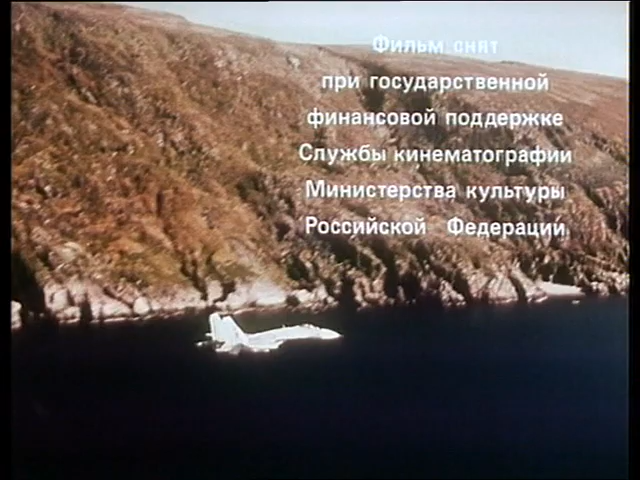 Фильм снят
при государственной
финансовой поддержке
Службы кинематографии
Министерства культуры
Российской Федерации